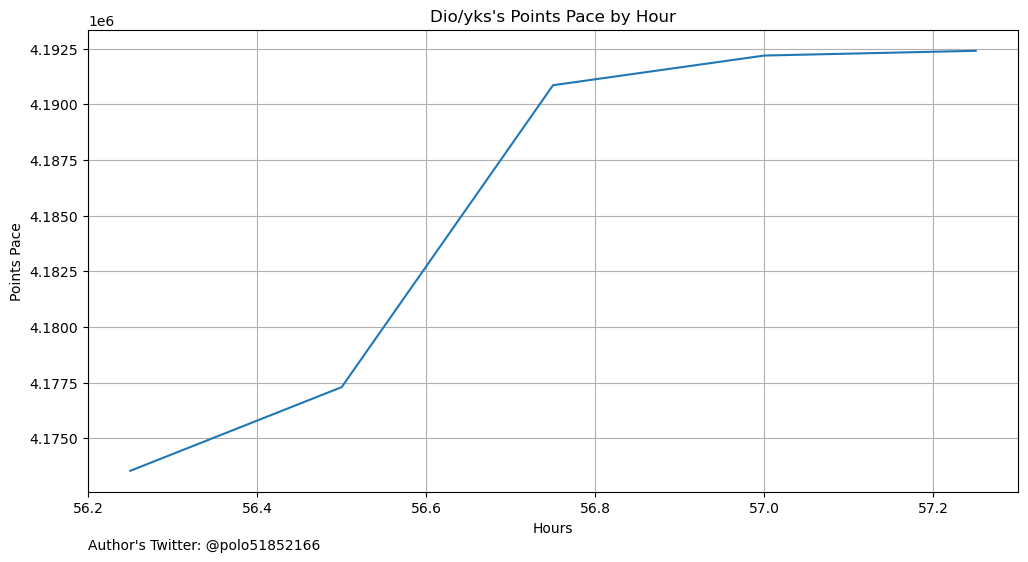 Dio/yks's Points Pace by Hour
1e6
4.1925
4.1900
4.1875
4.1850
4.1825
4.1800
4.1775
4.1750
Points Pace
56.2 56.4 56.6 56.8 57.0 57.2
Hours
Author's Twitter: @polo51852166